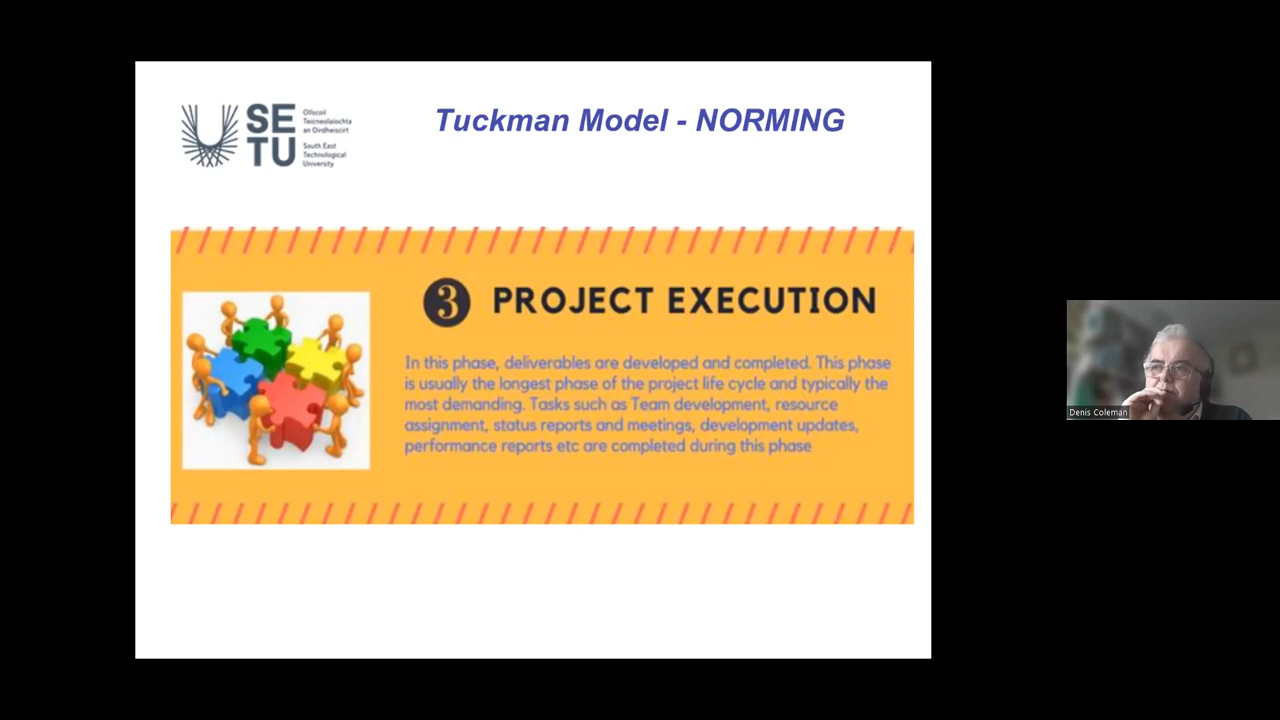 SE
TU
Ollscoil
Teicneolaíochta
an Oirdheiscirt
South East
Technological
University
Tuckman Model - NORMING
3 PROJECT EXECUTION
In this phase, deliverables are developed and completed. This phase
is usually the longest phase of the project life cycle and typically the
most demanding. Tasks such as Team development, resource
assignment, status reports and meetings, development updates,
performance reports etc are completed during this phase
Denis Coleman